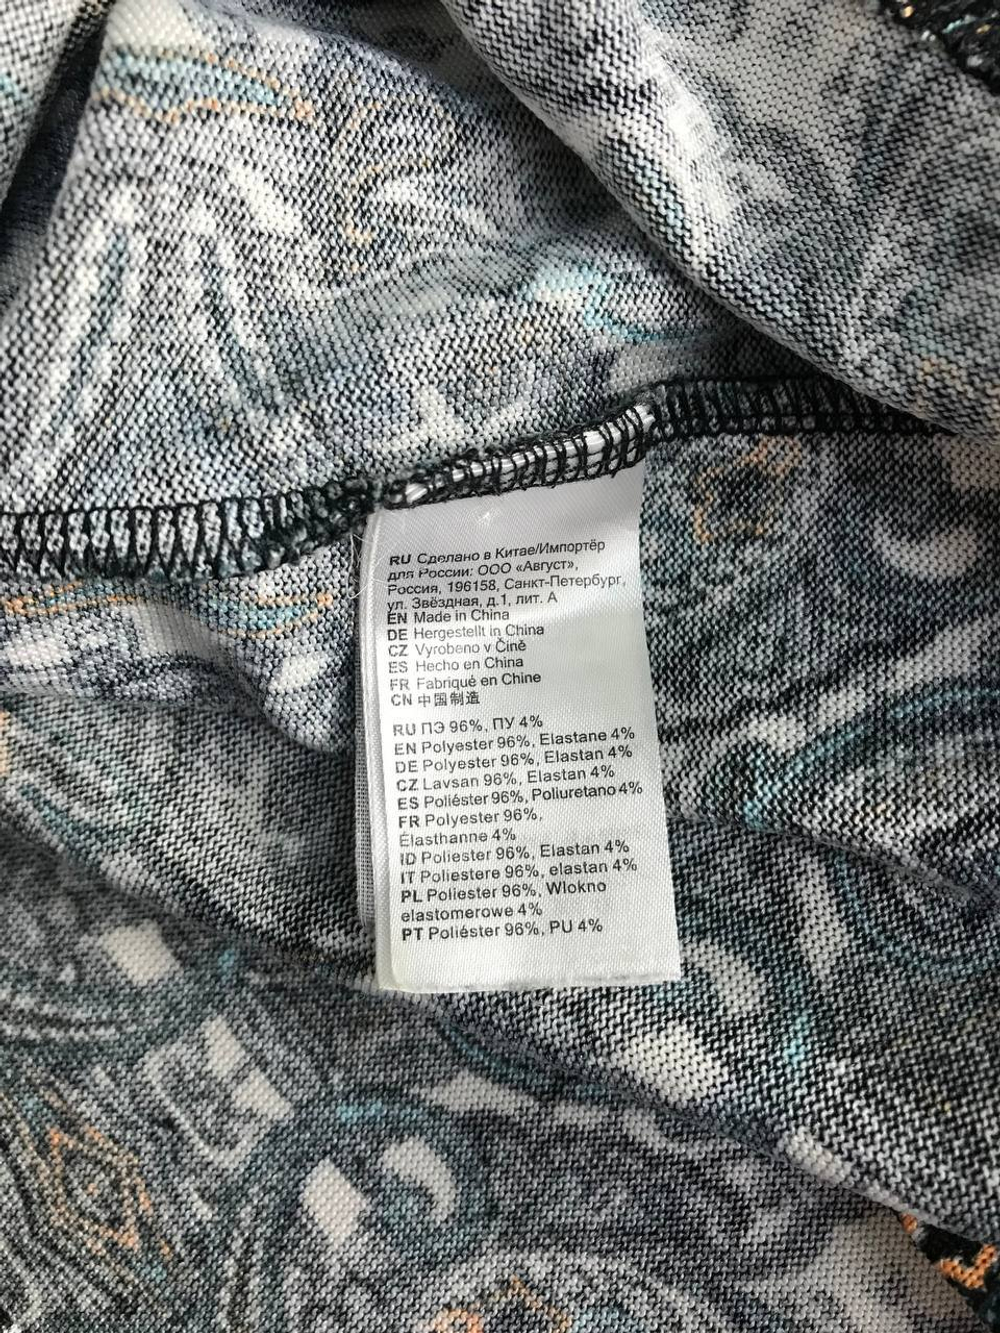 RU Сделано в Китае/Импортёр
для России: ООО «Август»,
Россия, 196158, Санкт-Петербург,
ул. Звёздная, д.1, лит. А
EN Made in China
DE Hergestellt in China
CZ Vyrobeno v Čině
ES Hecho en China
FR Fabriqué en Chine
CN 中国制造
RU ПЭ 96%, ПУ 4%
EN Polyester 96%, Elastane 4%
DE Polyester 96%, Elastan 4%
CZ Lavsan 96%, Elastan 4%
ES Poliéster 96%, Poliuretano 4%
FR Polyester 96%,
Élasthanne 4%
ID Poliester 96%, Elastan 4%
IT Poliestere 96%, elastan 4%
PL Poliester 96%, Wlokno
elastomerowe 4%
PT Poliéster 96%, PU 4%